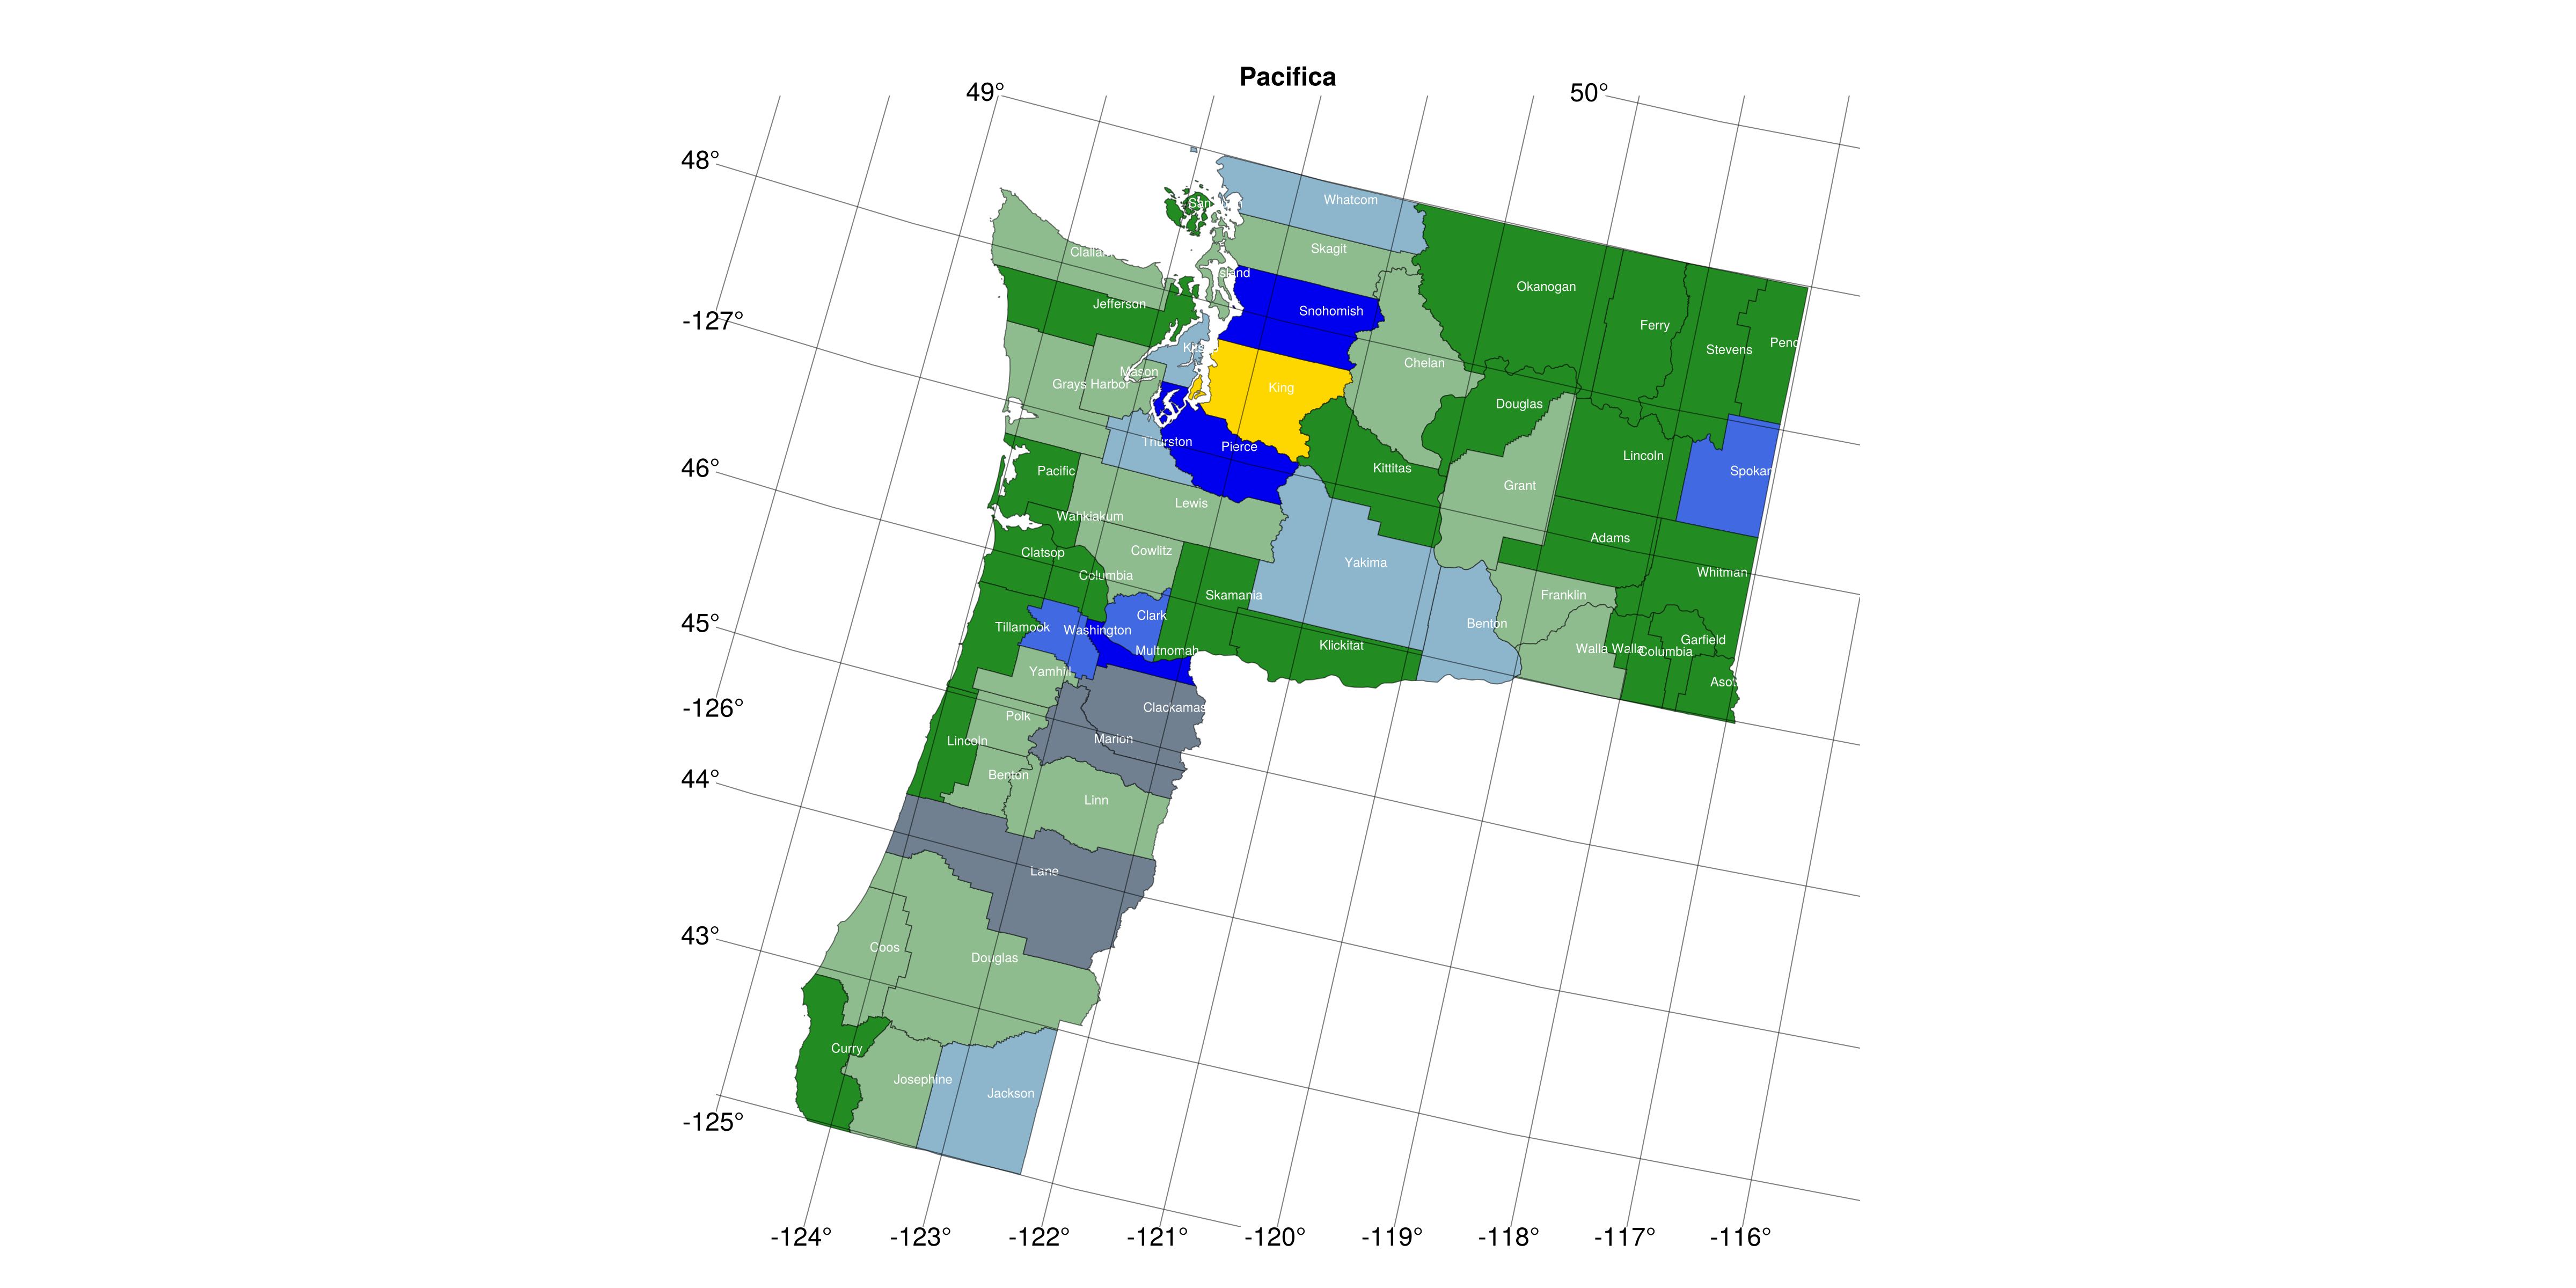 Pacifica
49°
50°
48°
-127°
46°
45°
-126°
44°
43°
-125°
-124°
-123°
-122°
-121°
-120°
-119°
-118°
-117°
-116°
Whatcom
San
Skagit
Clallam
Island
Okanogan
Jefferson
Snohomish
Ferry
Pend
Stevens
Kits
Chelan
Mason
Grays Harbor
King
Douglas
Thurston
Pierce
Lincoln
Pacific
Kittitas
Spokan
Grant
Lewis
Wahkiakum
Adams
Clatsop
Cowlitz
Yakima
Whitman
Columbia
Skamania
Franklin
Clark
Tillamook
Washington
Benton
Garfield
Multnomah
Klickitat
Walla Walla
Columbia
Yamhill
Asot
Clackamas
Polk
Lincoln
Marion
Benton
Linn
Lane
Coos
Douglas
Curry
Josephine
Jackson